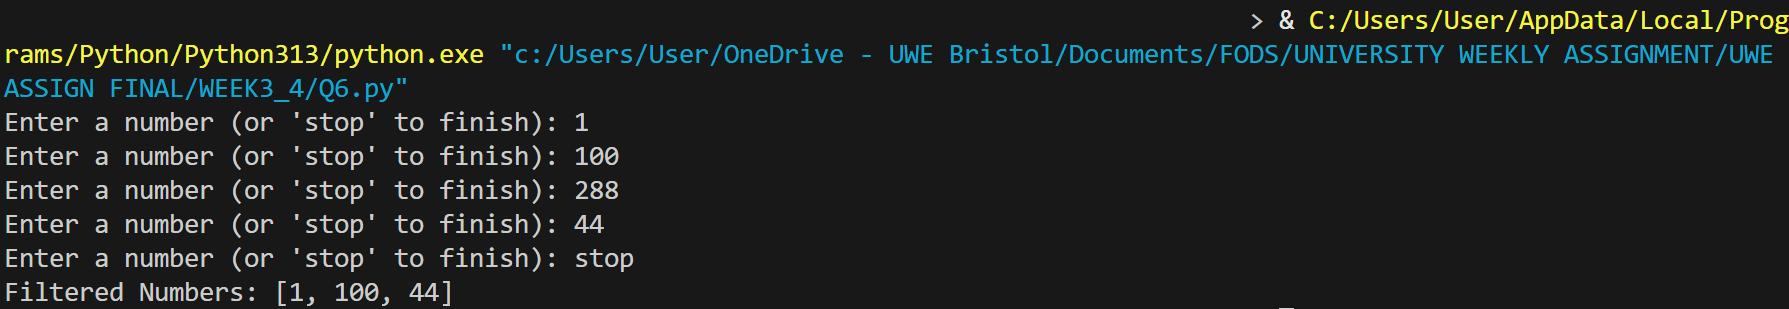 > & C:/Users/User/AppData/Local/Prog
rams/Python/Python313/python.exe "c:/Users/User/OneDrive - UWE Bristol/Documents/FODS/UNIVERSITY WEEKLY ASSIGNMENT/UWE
ASSIGN FINAL/WEEK3_4/Q6.py"
Enter a number (or 'stop' to finish): 1
Enter a number (or 'stop' to finish): 100
Enter a number (or 'stop' to finish): 288
Enter a number (or 'stop' to finish): 44
Enter a number (or 'stop' to finish): stop
Filtered Numbers: [1, 100, 44]